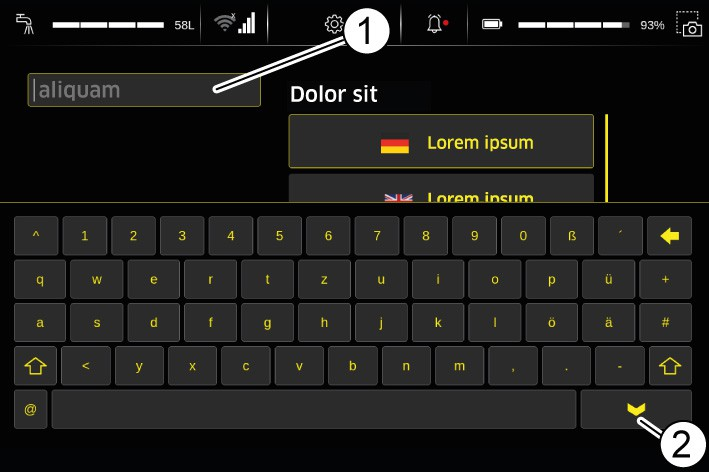 58L 1 93%
aliquam
Dolor sit
Lorem ipsum
Lorem ipsum
^ 1 2 3 4 5 6 7 8 9 0 ß ´
q w e r t z u i o p ü +
a s d f g h j k l ö ä #
< y x c v b n m , . -
@
2